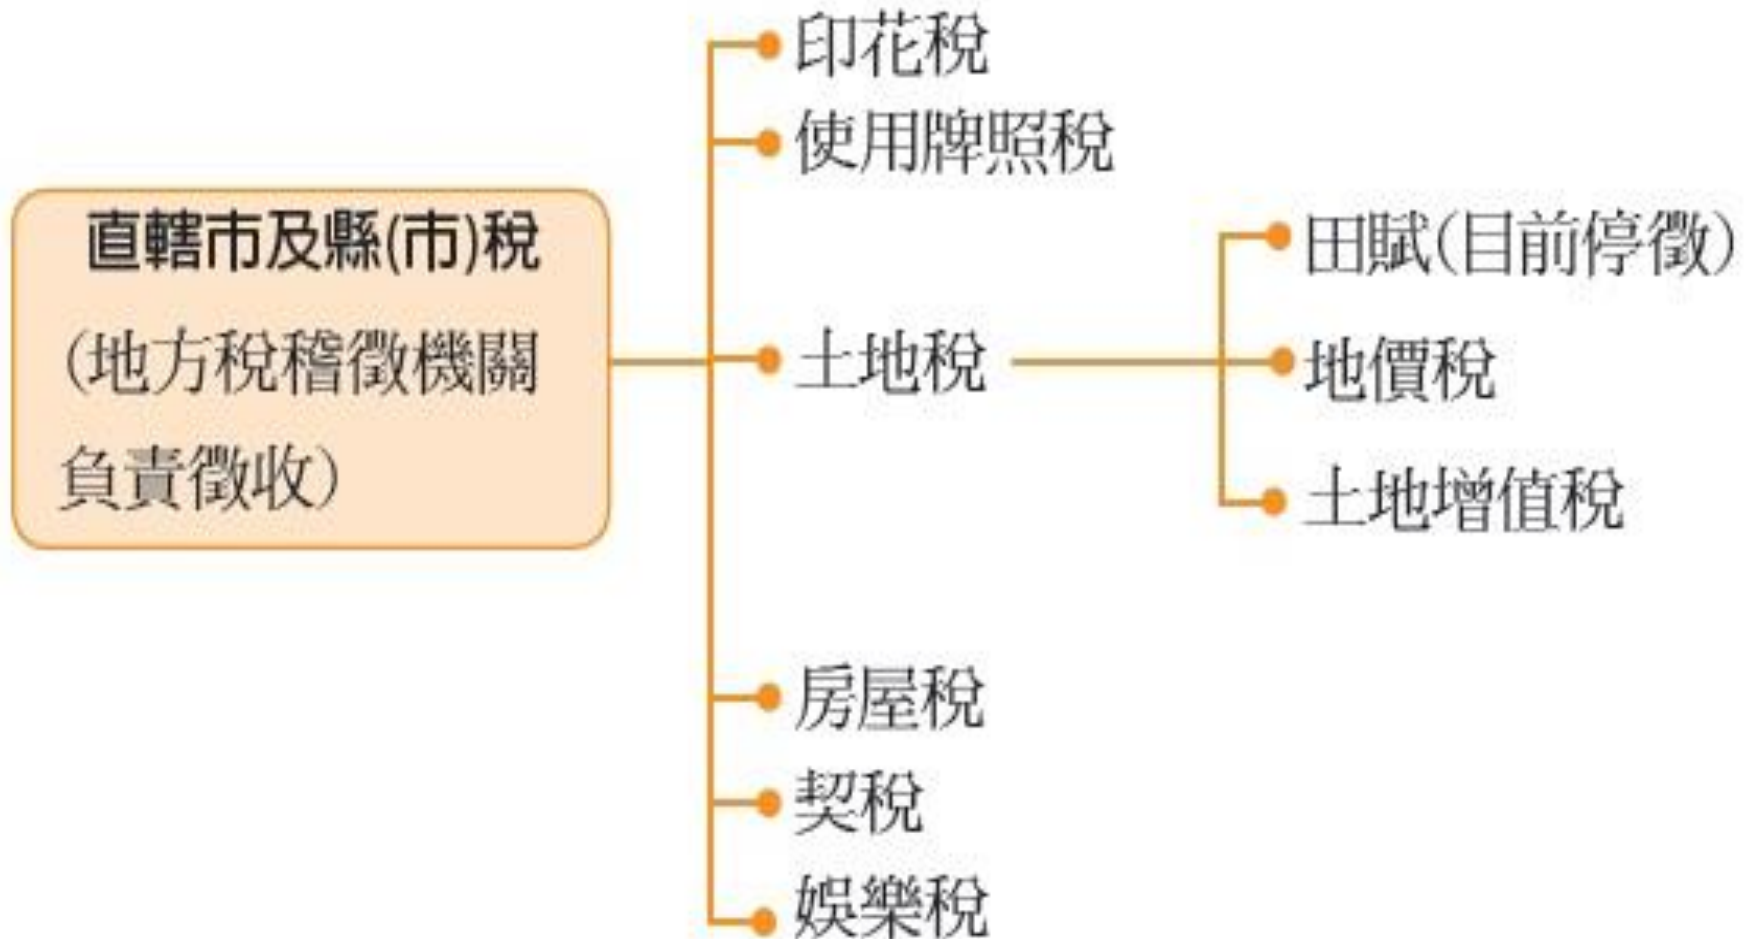 直轄市及縣(市)稅
(地方稅稽徵機關
負責徵收)
印花稅
使用牌照稅
土地稅
田賦(目前停徵)
地價稅
土地增值稅
房屋稅
契稅
娛樂稅